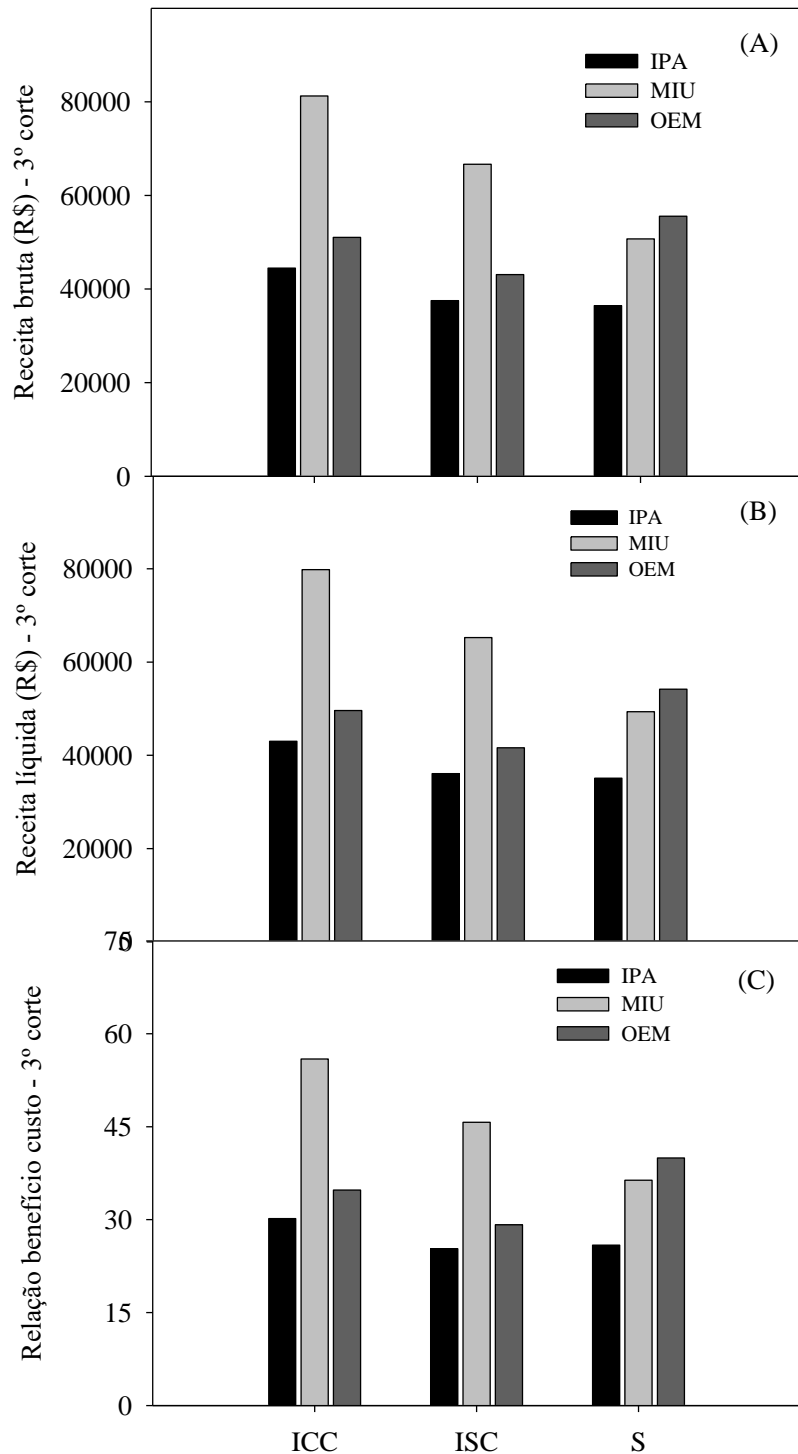 (A)
IPA
MIU
OEM
Receita bruta (R$) - 3º corte
80000
60000
40000
20000
0
(B)
IPA
MIU
OEM
Receita líquida (R$) - 3º corte
80000
60000
40000
20000
0
(C)
IPA
MIU
OEM
Relação benefício custo - 3º corte
75
60
45
30
15
0
ICC ISC S